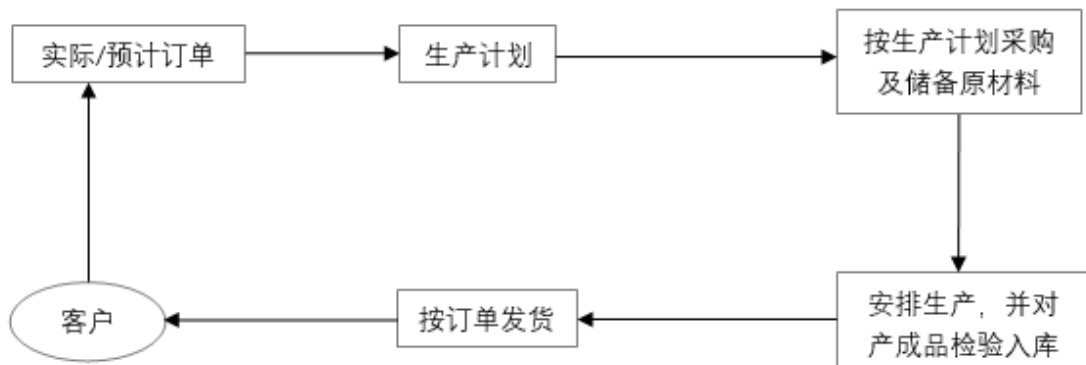 实际/预计订单
生产计划
按生产计划采购
及储备原材料
客户
按订单发货
安排生产，并对
产成品检验入库